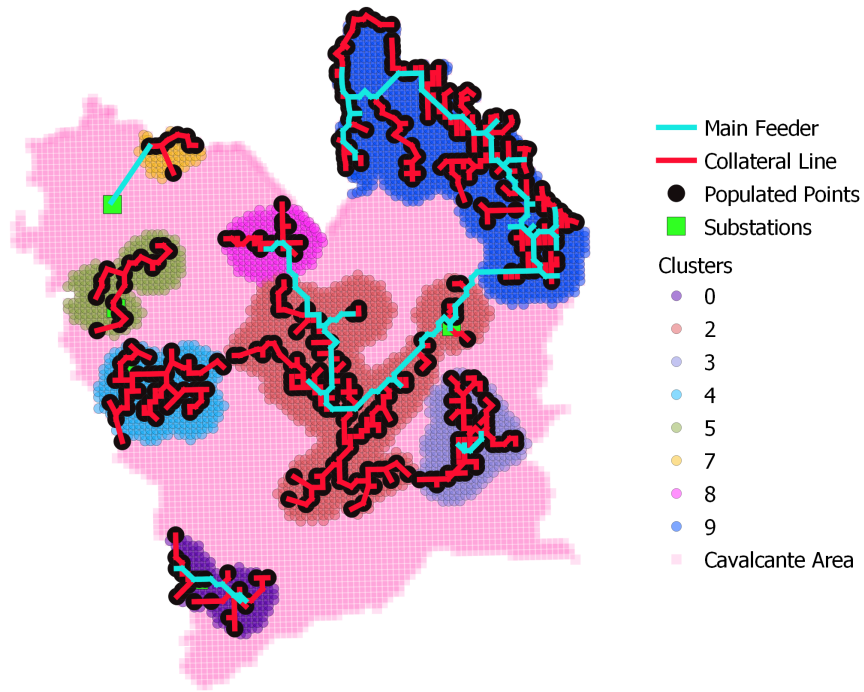 Main Feeder
Collateral Line
Populated Points
Substations
Clusters
0
2
3
4
5
7
8
9
Cavalcante Area